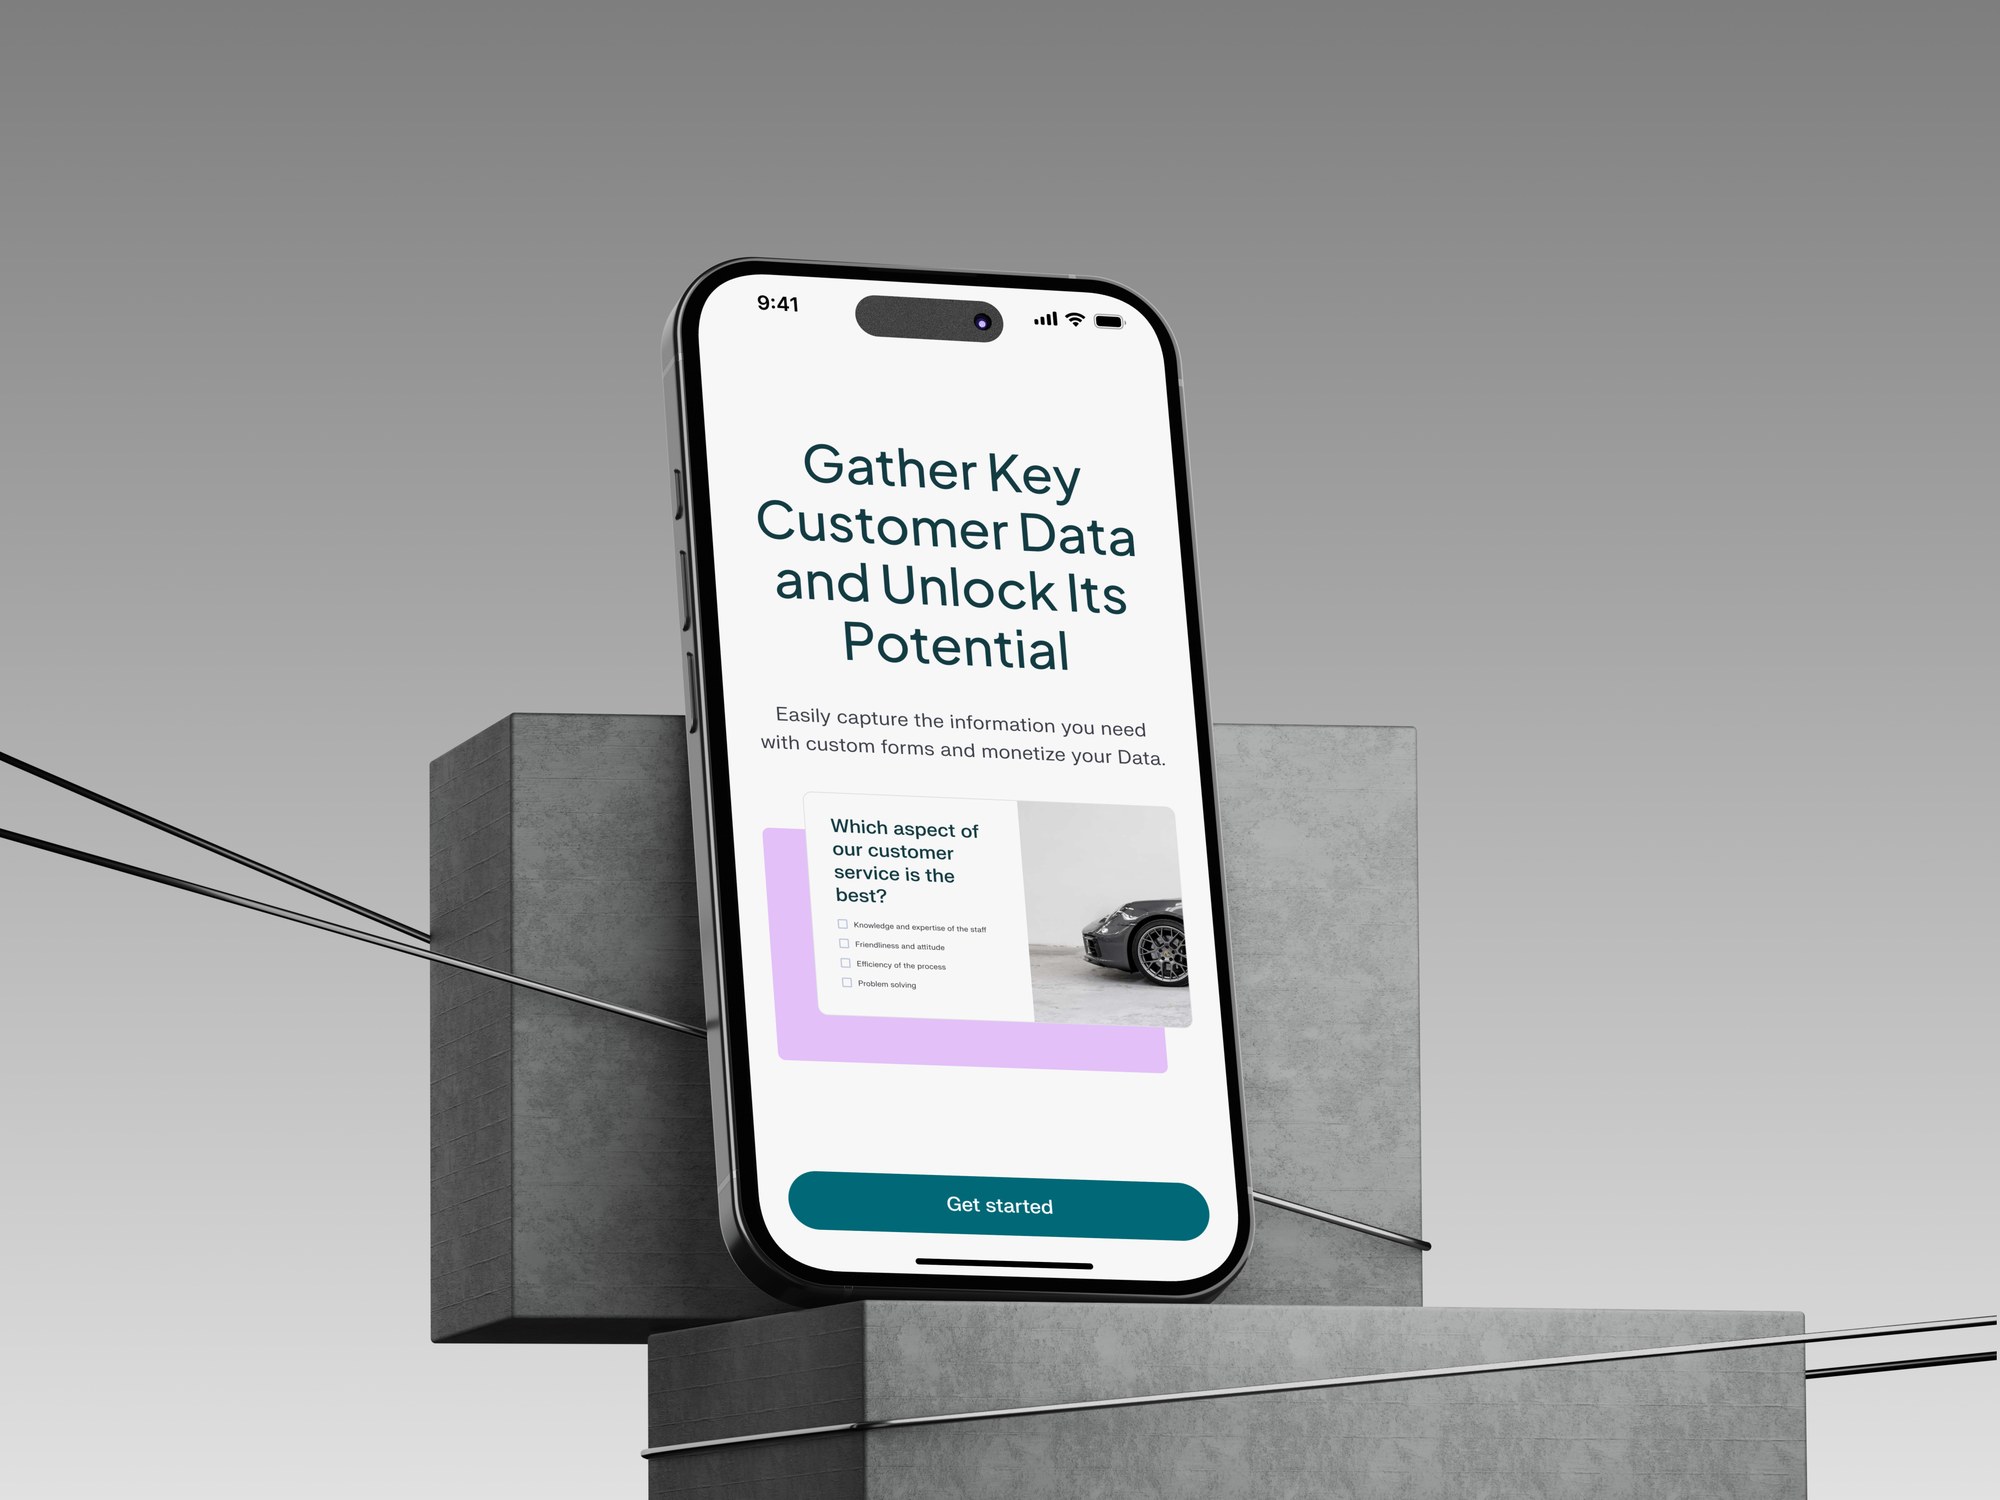 9:41
Gather Key
Customer Data
and Unlock Its
Potential
Easily capture the information you need
with custom forms and monetize your Data.
Which aspect of
our customer
service is the
best?
Knowledge and expertise of the staff
Friendliness and attitude
Efficiency of the process
Problem solving
Get started